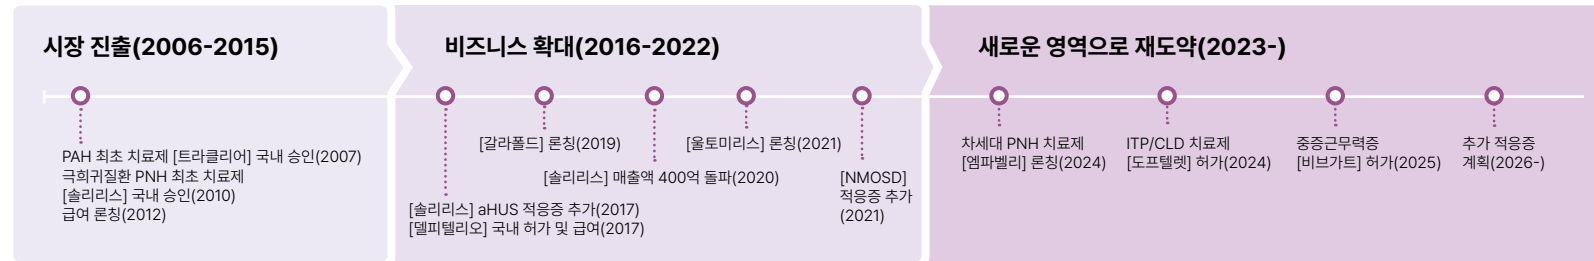 시장 진출(2006-2015)
PAH 최초 치료제 [트라클리어] 국내 승인(2007)
극희귀질환 PNH 최초 치료제
[솔리리스] 국내 승인(2010)
급여 론칭(2012)
비즈니스 확대(2016-2022)
[솔리리스] aHUS 적응증 추가(2017)
[델피텔리오] 국내 허가 및 급여(2017)
[갈라폴드] 론칭(2019)
[솔리리스] 매출액 400억 돌파(2020)
[울토미리스] 론칭(2021)
[NMOSD]
적응증 추가
(2021)
새로운 영역으로 재도약(2023-)
차세대 PNH 치료제
[엠파벨리] 론칭(2024)
ITP/CLD 치료제
[도프텔렛] 허가(2024)
중증근무력증
[비브가트] 허가(2025)
추가 적응증
계획(2026-)